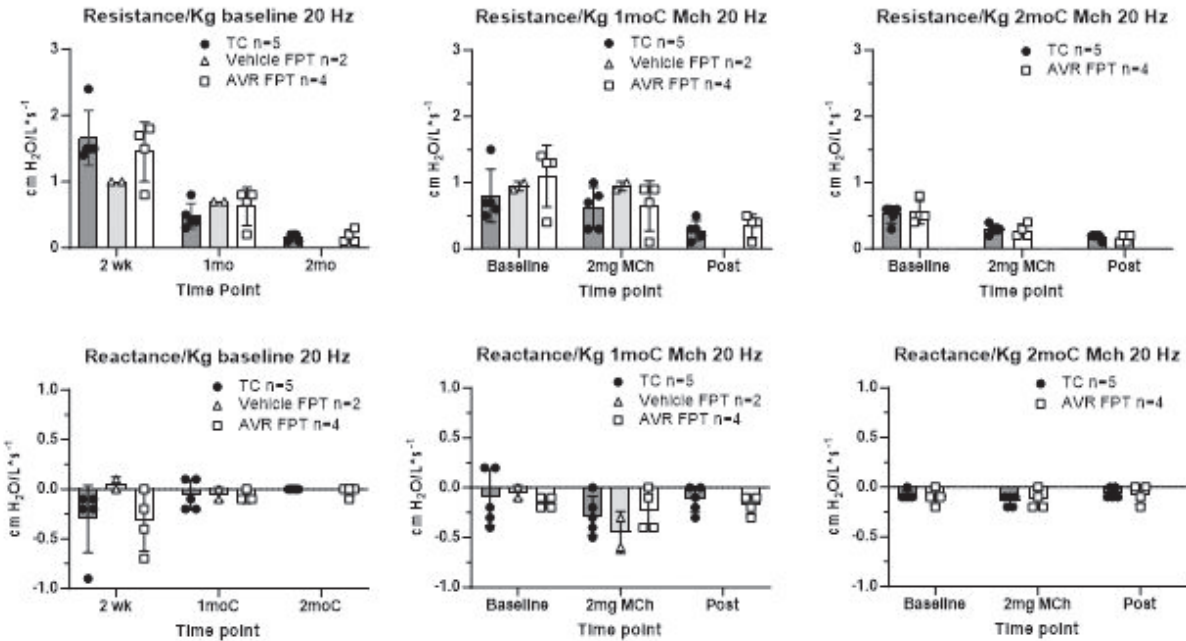 Resistance/Kg baseline 20 Hz
TC n=5
Vehicle FPT n=2
AVR FPT n=4
cm H₂O/L*s⁻¹
3
2
1
0
2 wk
1mo
2mo
Time Point
Resistance/Kg 1moC Mch 20 Hz
TC n=5
Vehicle FPT n=2
AVR FPT n=4
cm H₂O/L*s⁻¹
3
2
1
0
Baseline
2mg MCh
Post
Time point
Resistance/Kg 2moC Mch 20 Hz
TC n=5
AVR FPT n=4
cm H₂O/L*s⁻¹
3
2
1
0
Baseline
2mg MCh
Post
Time point
Reactance/Kg baseline 20 Hz
TC n=5
Vehicle FPT n=2
AVR FPT n=4
cm H₂O/L*s⁻¹
1.0
0.5
0.0
-0.5
-1.0
2 wk
1moC
2moC
Time point
Reactance/Kg 1moC Mch 20 Hz
TC n=5
Vehicle FPT n=2
AVR FPT n=4
cm H₂O/L*s⁻¹
1.0
0.5
0.0
-0.5
-1.0
Baseline
2mg MCh
Post
Time point
Reactance/Kg 2moC Mch 20 Hz
TC n=5
AVR FPT n=4
cm H₂O/L*s⁻¹
1.0
0.5
0.0
-0.5
-1.0
Baseline
2mg MCh
Post
Time point